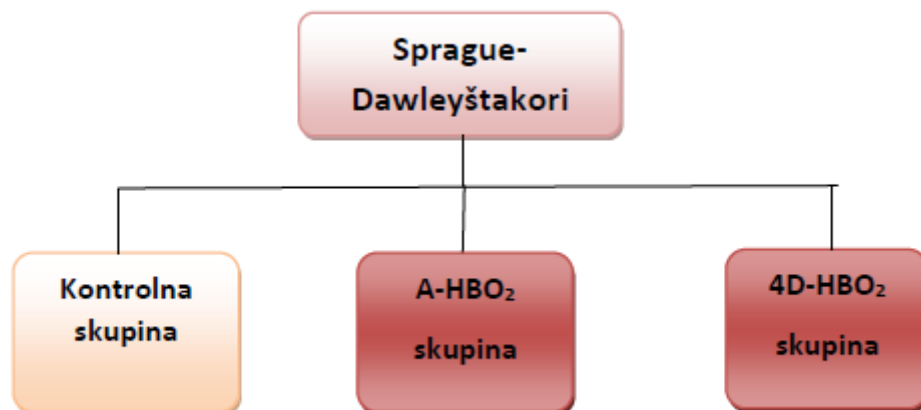 Sprague-
Dawleyštakori
Kontrolna
skupina
A-HBO₂
skupina
4D-HBO₂
skupina